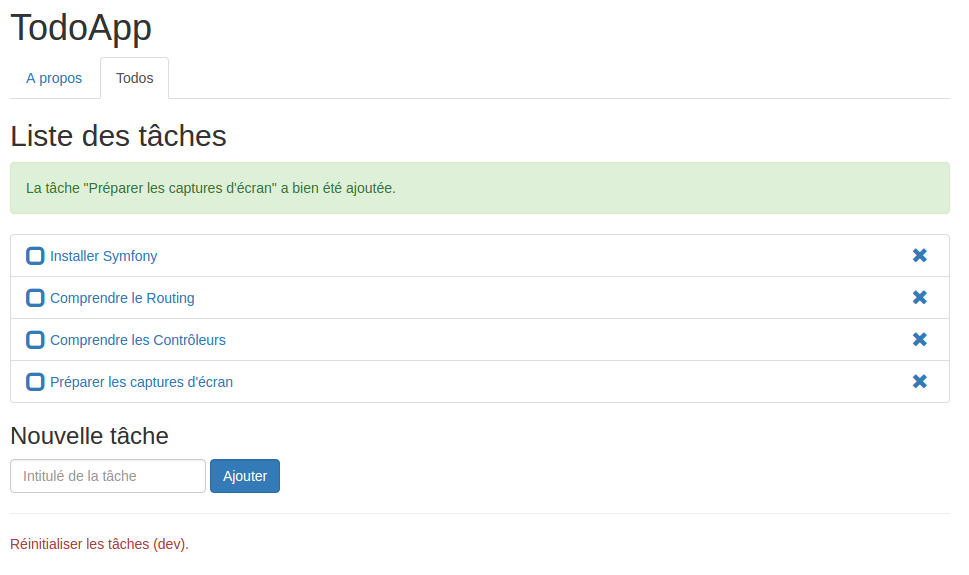 TodoApp
A propos Todos
Liste des tâches
La tâche "Préparer les captures d'écran" a bien été ajoutée.
Installer Symfony
Comprendre le Routing
Comprendre les Contrôleurs
Préparer les captures d'écran
Nouvelle tâche
Intitulé de la tâche Ajouter
Réinitialiser les tâches (dev).